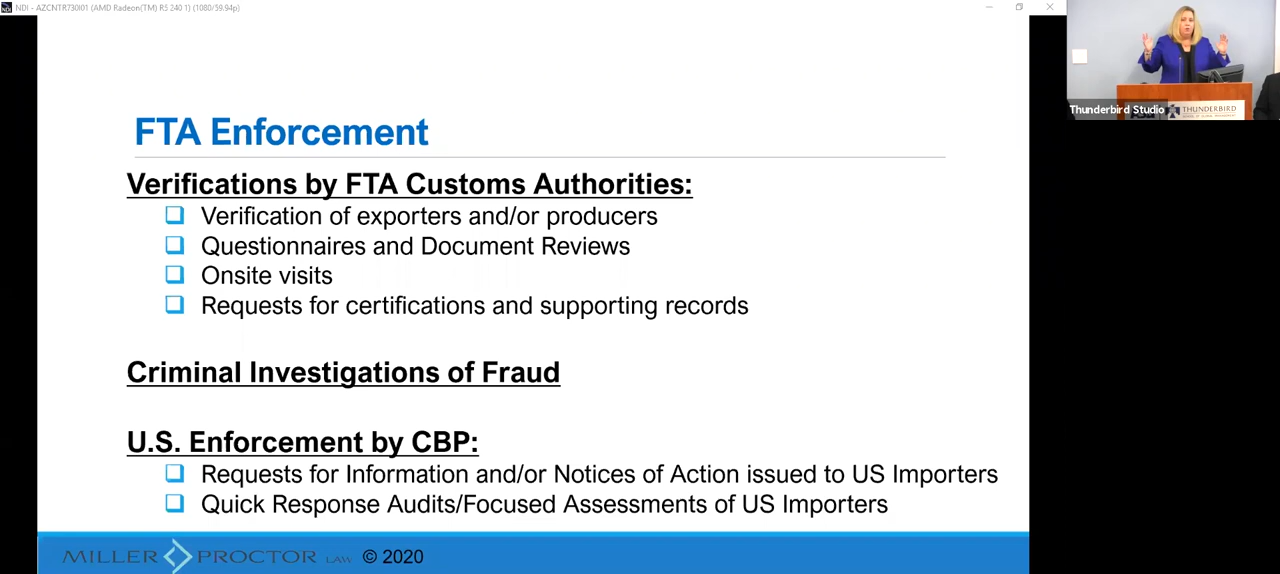 NDI - AZCNTR730I01 (AMD Radeon(TM) R5 240 1) (1080/59.94p)
FTA Enforcement
Verifications by FTA Customs Authorities:
Verification of exporters and/or producers
Questionnaires and Document Reviews
Onsite visits
Requests for certifications and supporting records
Criminal Investigations of Fraud
U.S. Enforcement by CBP:
Requests for Information and/or Notices of Action issued to US Importers
Quick Response Audits/Focused Assessments of US Importers
MILLER PROCTOR LAW © 2020
Thunderbird Studio
THUNDERBIRD